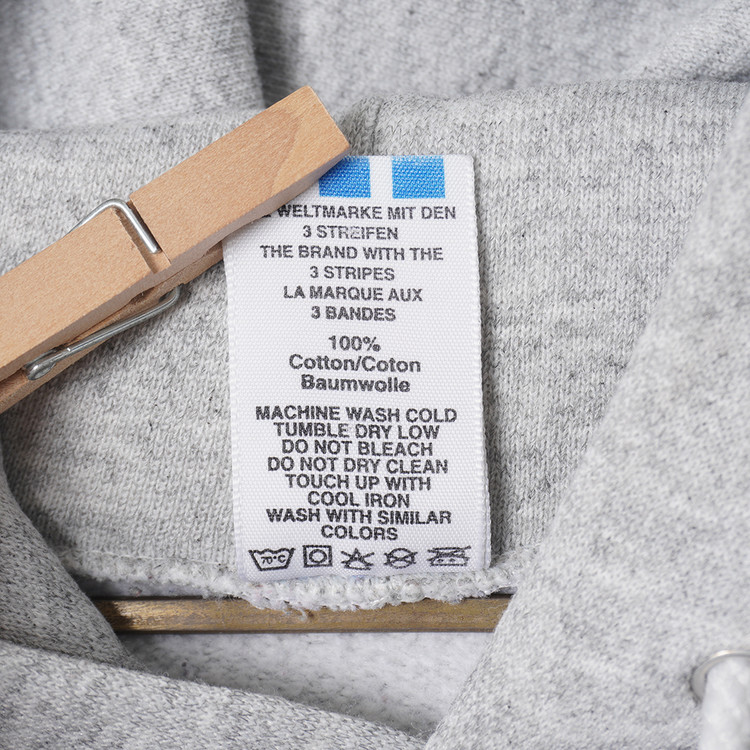 WELTMARKE MIT DEN
3 STREIFEN
THE BRAND WITH THE
3 STRIPES
LA MARQUE AUX
3 BANDES
100%
Cotton/Coton
Baumwolle
MACHINE WASH COLD
TUMBLE DRY LOW
DO NOT BLEACH
DO NOT DRY CLEAN
TOUCH UP WITH
COOL IRON
WASH WITH SIMILAR
COLORS
70°C